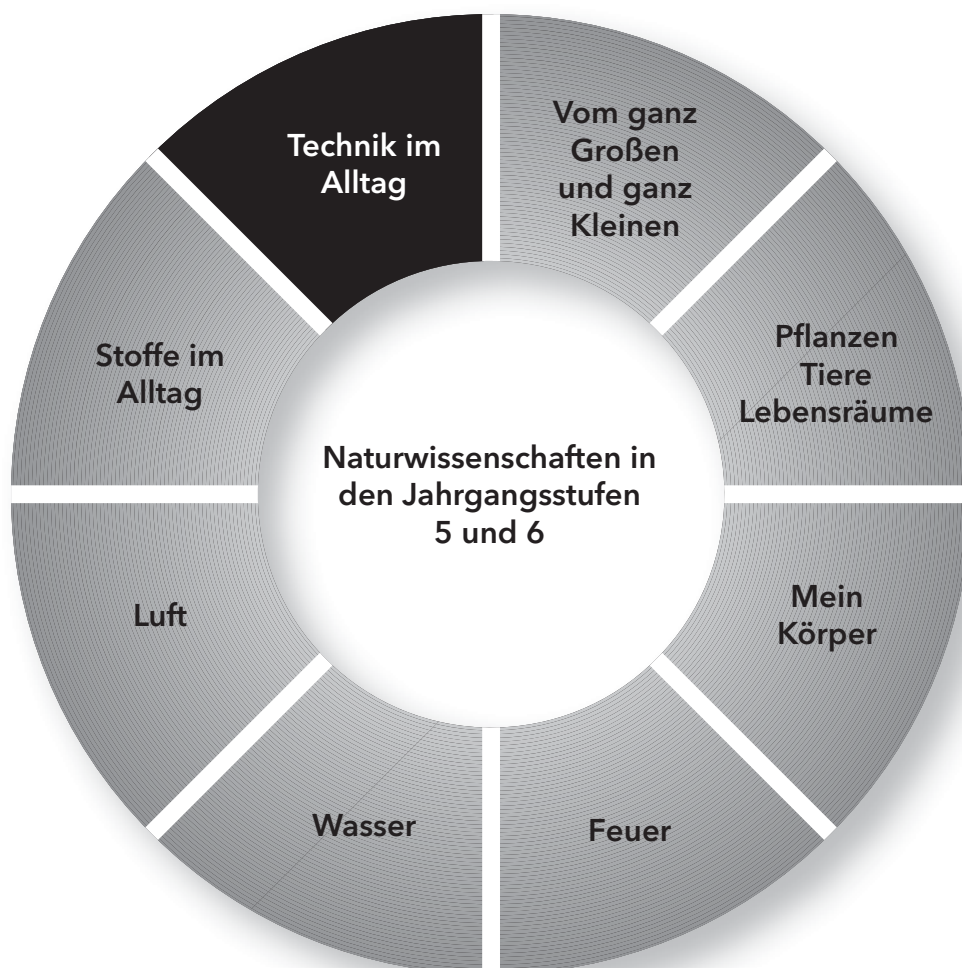 Technik im
Alltag
Vom ganz
Großen
und ganz
Kleinen
Pflanzen
Tiere
Lebensräume
Stoffe im
Alltag
Naturwissenschaften in
den Jahrgangsstufen
5 und 6
Mein
Körper
Luft
Wasser
Feuer